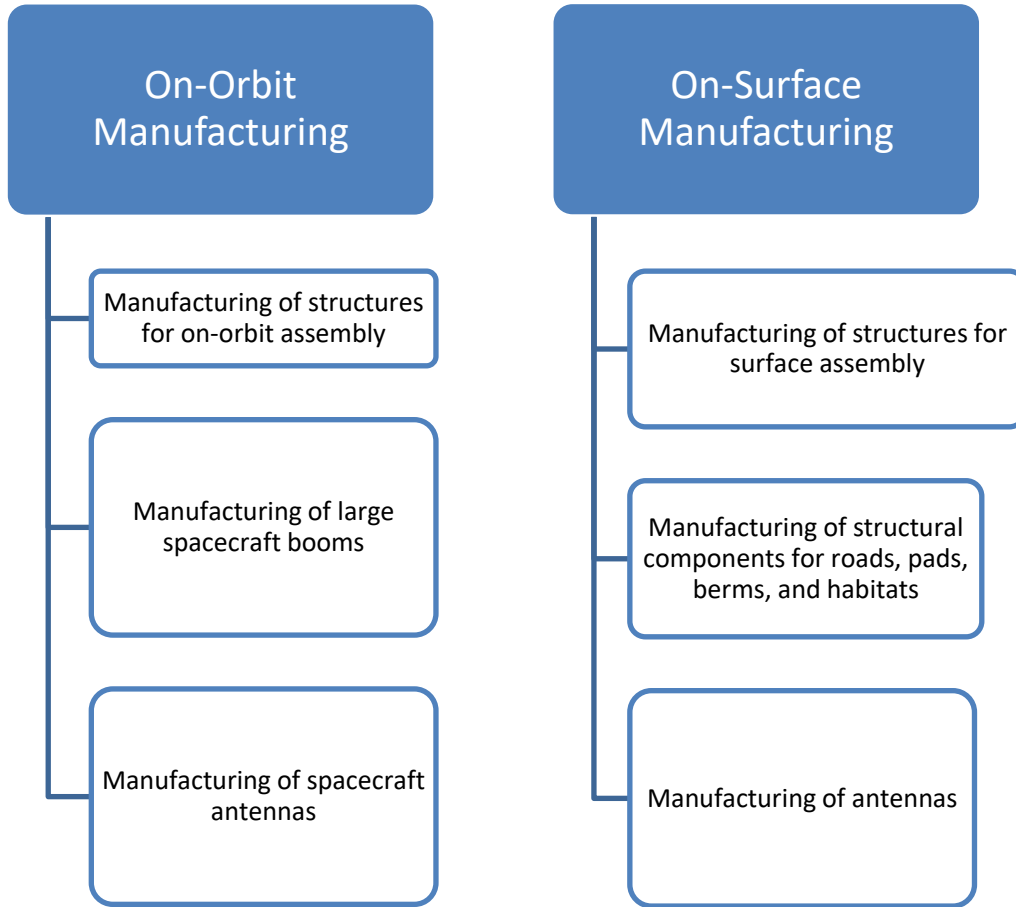 On-Orbit
Manufacturing
Manufacturing of structures
for on-orbit assembly
Manufacturing of large
spacecraft booms
Manufacturing of spacecraft
antennas
On-Surface
Manufacturing
Manufacturing of structures for
surface assembly
Manufacturing of structural
components for roads, pads,
berms, and habitats
Manufacturing of antennas